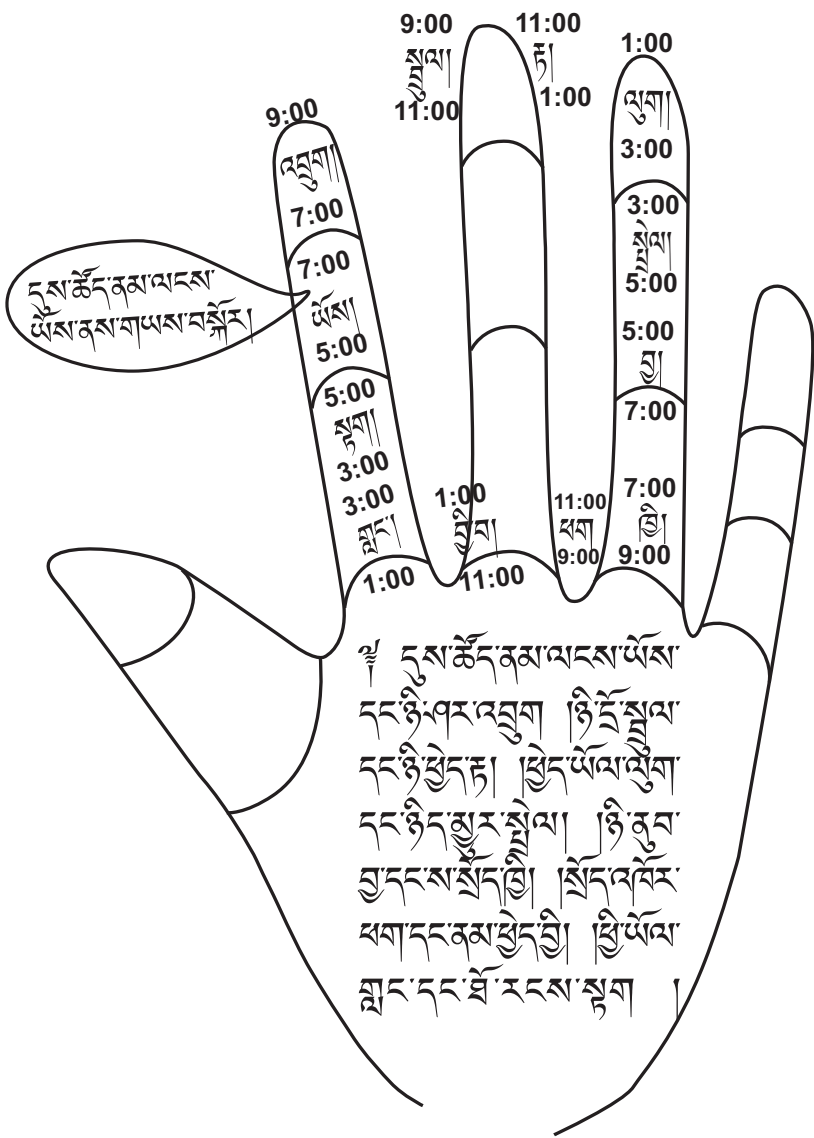 9:00
སྦྲུལ།
11:00
11:00
རྟ།
1:00
1:00
ལུག།
3:00
9:00
འབྲུག།
7:00
7:00
ཡོས།
5:00
5:00
སྟག།
3:00
3:00
གླང་།
1:00
3:00
སྤྲེལ།
5:00
5:00
བྱ།
7:00
7:00
ཁྱི།
9:00
1:00
བྱི་བ།
11:00
11:00
ཕག
9:00
དུས་ཚོད་ནམ་ལངས་
ཡོས་ནས་གཡས་བསྐོར།
༄ དུས་ཚོད་ནམ་ལངས་ཡོས་
དང་ཉི་ཤར་འབྲུག །ཉི་དྲོ་སྦྲུལ་
དང་ཉི་ཕྱེད་རྟ། །ཕྱེད་ཡོལ་ལུག་
དང་ཉིད་མྱུར་སྤྲེལ། །ཉི་ནུབ་
བྱ་དང་ས་སྲོད་ཁྱི། །སྲོད་འཁོར་
ཕག་དང་ནམ་ཕྱེད་བྱི། །ཕྱི་ཡོལ་
གླང་དང་ཐོ་རངས་སྟག །